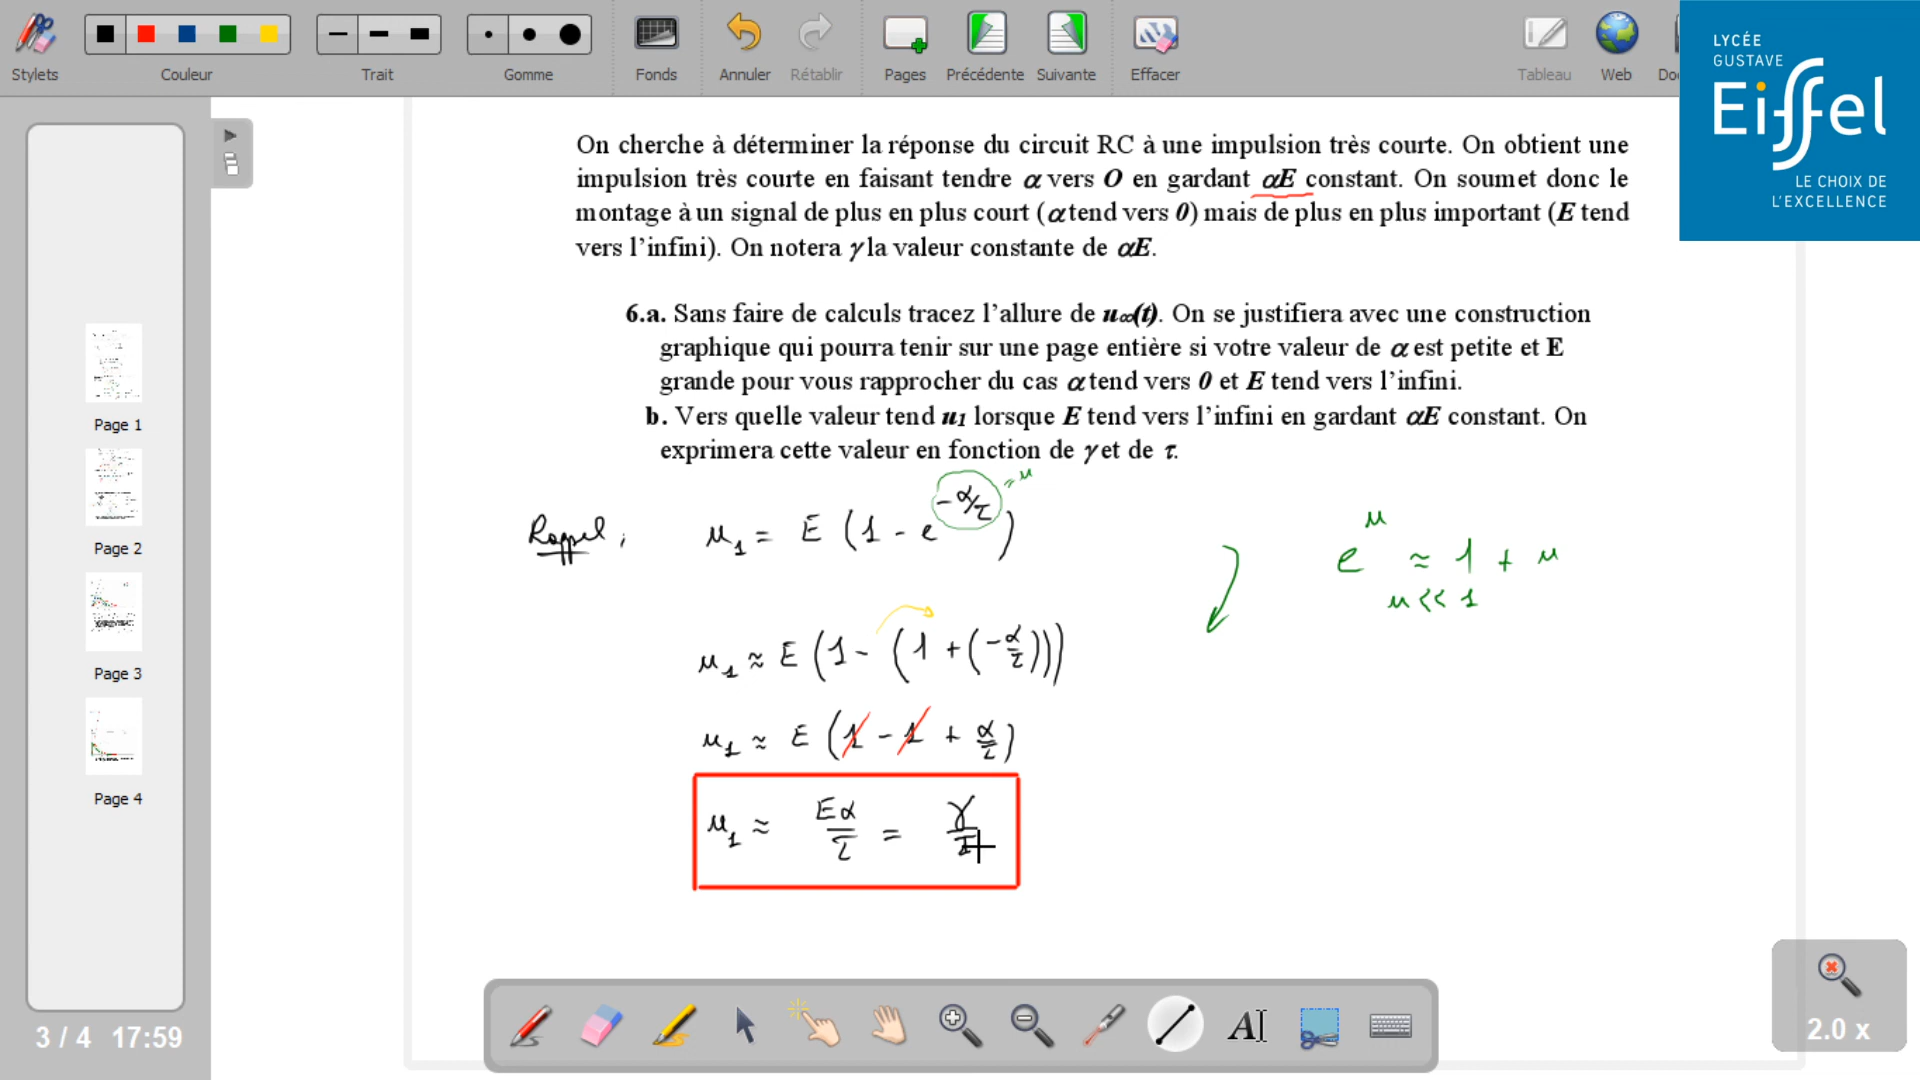 Stylets Couleur Trait Gomme Fonds Annuler Rétablir Pages Précédente Suivante Effacer Tableau Web
LYCÉE
GUSTAVE
Eiffel
LE CHOIX DE
L'EXCELLENCE
On cherche à déterminer la réponse du circuit RC à une impulsion très courte. On obtient une
impulsion très courte en faisant tendre α vers O en gardant αE constant. On soumet donc le
montage à un signal de plus en plus court (α tend vers 0) mais de plus en plus important (E tend
vers l'infini). On notera γ la valeur constante de αE.
6.a. Sans faire de calculs tracez l'allure de u∞(t). On se justifiera avec une construction
graphique qui pourra tenir sur une page entière si votre valeur de α est petite et E
grande pour vous rapprocher du cas α tend vers 0 et E tend vers l'infini.
b. Vers quelle valeur tend u1 lorsque E tend vers l'infini en gardant αE constant. On
exprimera cette valeur en fonction de γ et de τ.
Rappel : u₁ = E (1 - e^(-α/τ)) = u
e^u ≈ 1 + u
u << 1
u₁ ≈ E (1 - (1 + (-α/τ)))
u₁ ≈ E (1 - 1 + α/τ)
u₁ ≈ Eα/τ = γ/τ
Page 1
Page 2
Page 3
Page 4
3 / 4 17:59
2.0 x